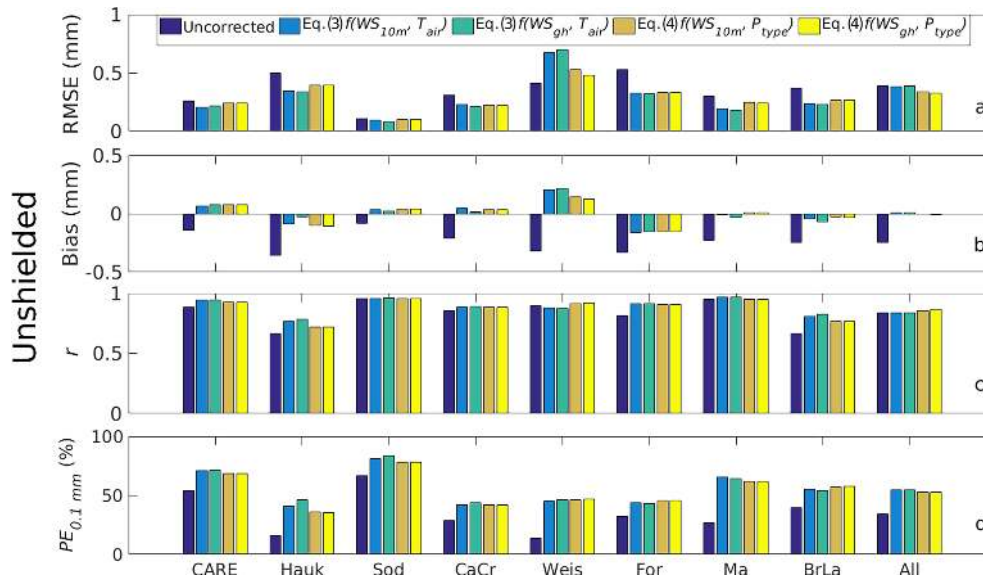 Unshielded
Uncorrected Eq.(3)f(WS10m, Tair) Eq.(3)f(WSgh, Tair) Eq.(4)f(WS10m, Ptype) Eq.(4)f(WSgh, Ptype)
RMSE (mm)
1
0.5
0
a
Bias (mm)
0.5
0
-0.5
b
r
1
0.5
0
c
PE0.1 mm (%)
100
50
0
d
CARE Hauk Sod CaCr Weis For Ma BrLa All